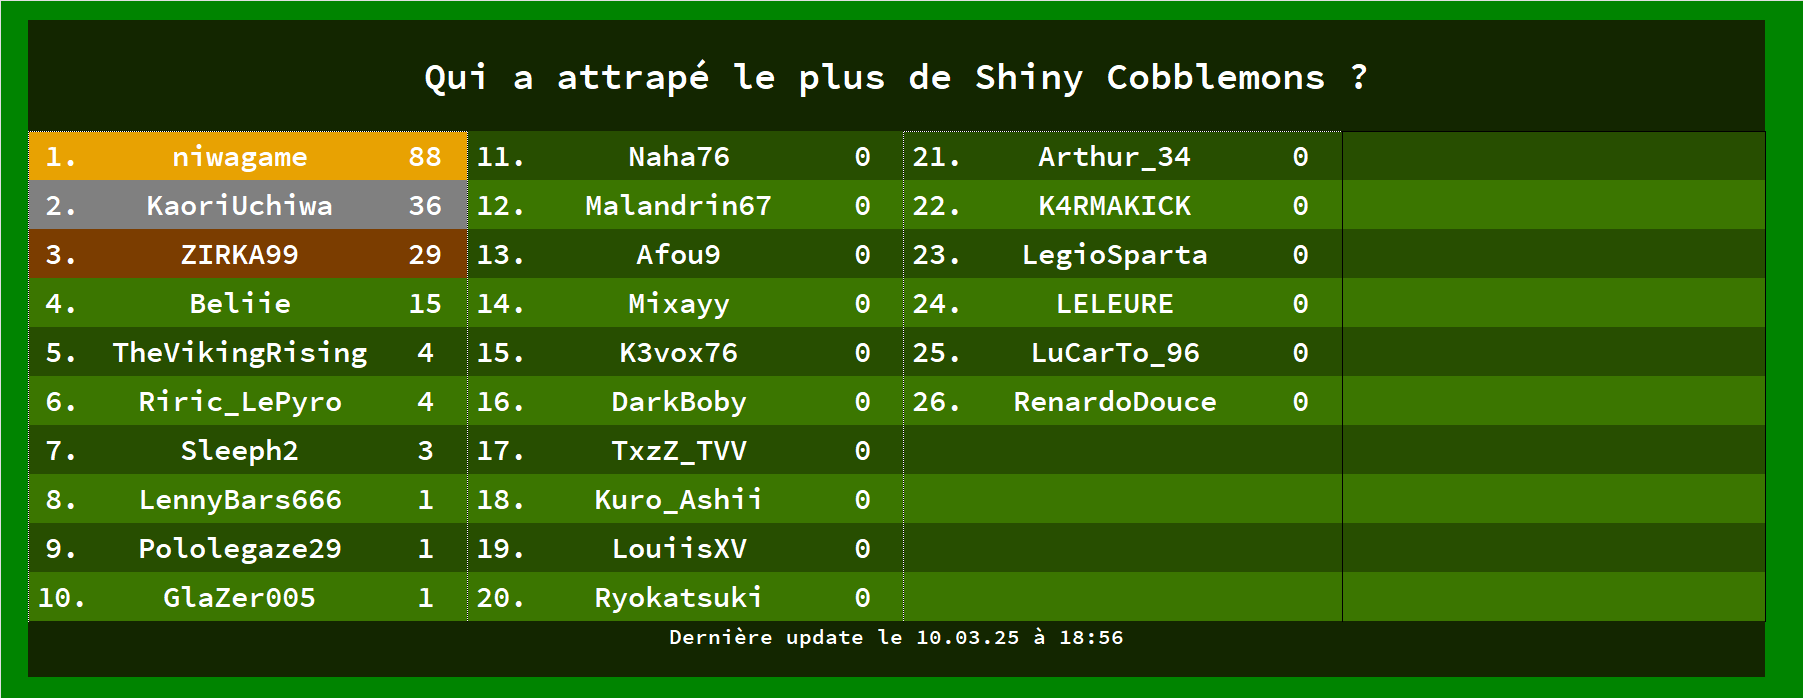 Qui a attrapé le plus de Shiny Cobblemons ?
1. niwagame 88
2. KaoriUchiwa 36
3. ZIRKA99 29
4. Beliie 15
5. TheVikingRising 4
6. Riric_LePyro 4
7. Sleeph2 3
8. LennyBars666 1
9. Pololegaze29 1
10. GlaZer005 1
11. Naha76 0
12. Malandrin67 0
13. Afou9 0
14. Mixayy 0
15. K3vox76 0
16. DarkBoby 0
17. TxzZ_TVV 0
18. Kuro_Ashii 0
19. LouiisXV 0
20. Ryokatsuki 0
21. Arthur_34 0
22. K4RMAKICK 0
23. LegioSparta 0
24. LELEURE 0
25. LuCarTo_96 0
26. RenardoDouce 0
Dernière update le 10.03.25 à 18:56